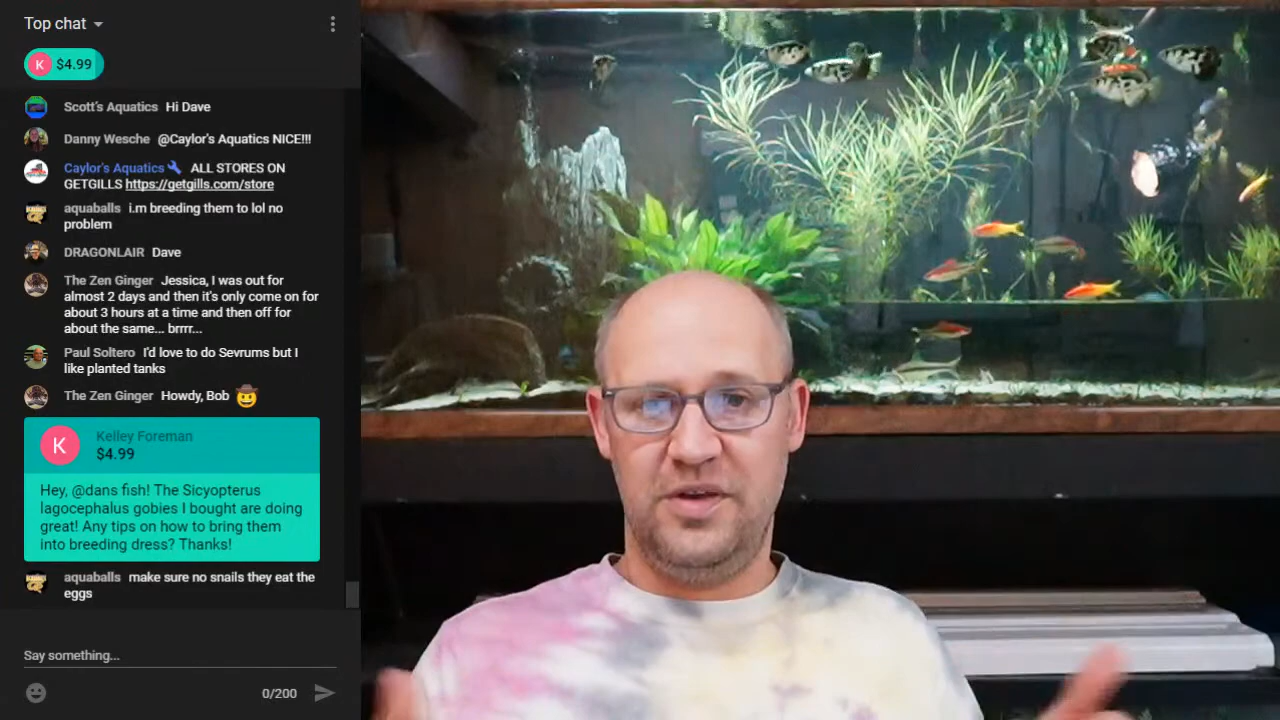 Top chat
K $4.99
Scott's Aquatics Hi Dave
Danny Wesche @Caylor's Aquatics NICE!!!
Caylor's Aquatics ALL STORES ON
GETGILLS https://getgills.com/store
aquaballs i.m breeding them to lol no
problem
DRAGONLAIR Dave
The Zen Ginger Jessica, I was out for
almost 2 days and then it's only come on for
about 3 hours at a time and then off for
about the same... brrrr...
Paul Soltero I'd love to do Sevrums but I
like planted tanks
The Zen Ginger Howdy, Bob 🤠
K Kelley Foreman
$4.99
Hey, @dans fish! The Sicyopterus
lagocephalus gobies I bought are doing
great! Any tips on how to bring them
into breeding dress? Thanks!
aquaballs make sure no snails they eat the
eggs
Say something...
0/200